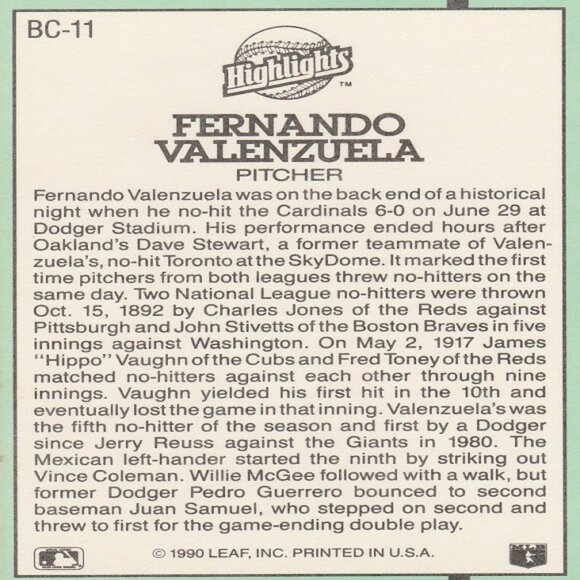 BC-11
Highlights TM
FERNANDO
VALENZUELA
PITCHER
Fernando Valenzuela was on the back end of a historical
night when he no-hit the Cardinals 6-0 on June 29 at
Dodger Stadium. His performance ended hours after
Oakland's Dave Stewart, a former teammate of Valen-
zuela's, no-hit Toronto at the SkyDome. It marked the first
time pitchers from both leagues threw no-hitters on the
same day. Two National League no-hitters were thrown
Oct. 15, 1892 by Charles Jones of the Reds against
Pittsburgh and John Stivetts of the Boston Braves in five
innings against Washington. On May 2, 1917 James
"Hippo" Vaughn of the Cubs and Fred Toney of the Reds
matched no-hitters against each other through nine
innings. Vaughn yielded his first hit in the 10th and
eventually lost the game in that inning. Valenzuela's was
the fifth no-hitter of the season and first by a Dodger
since Jerry Reuss against the Giants in 1980. The
Mexican left-hander started the ninth by striking out
Vince Coleman. Willie McGee followed with a walk, but
former Dodger Pedro Guerrero bounced to second
baseman Juan Samuel, who stepped on second and
threw to first for the game-ending double play.
© 1990 LEAF, INC. PRINTED IN U.S.A.